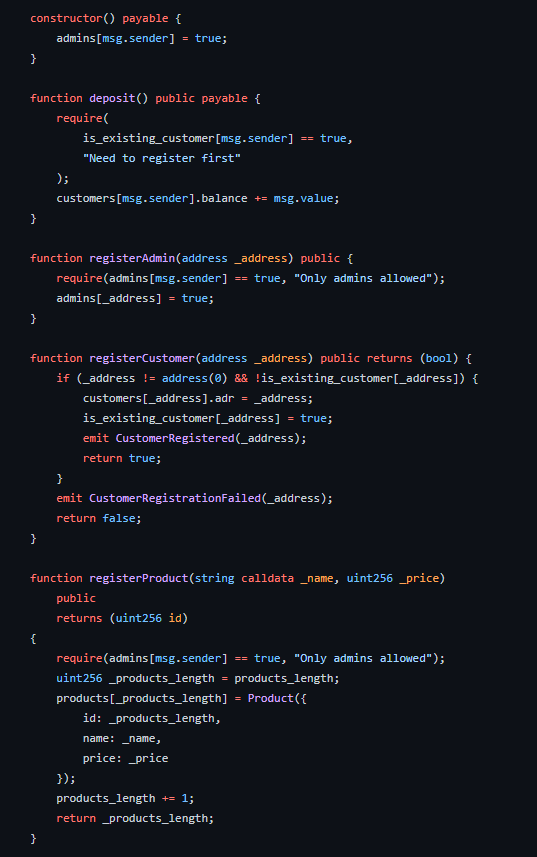 constructor() payable {
admins[msg.sender] = true;
}
function deposit() public payable {
require(
is_existing_customer[msg.sender] == true,
"Need to register first"
);
customers[msg.sender].balance += msg.value;
}
function registerAdmin(address _address) public {
require(admins[msg.sender] == true, "Only admins allowed");
admins[_address] = true;
}
function registerCustomer(address _address) public returns (bool) {
if (_address != address(0) && !is_existing_customer[_address]) {
customers[_address].adr = _address;
is_existing_customer[_address] = true;
emit CustomerRegistered(_address);
return true;
}
emit CustomerRegistrationFailed(_address);
return false;
}
function registerProduct(string calldata _name, uint256 _price)
public
returns (uint256 id)
{
require(admins[msg.sender] == true, "Only admins allowed");
uint256 _products_length = products_length;
products[_products_length] = Product({
id: _products_length,
name: _name,
price: _price
});
products_length += 1;
return _products_length;
}